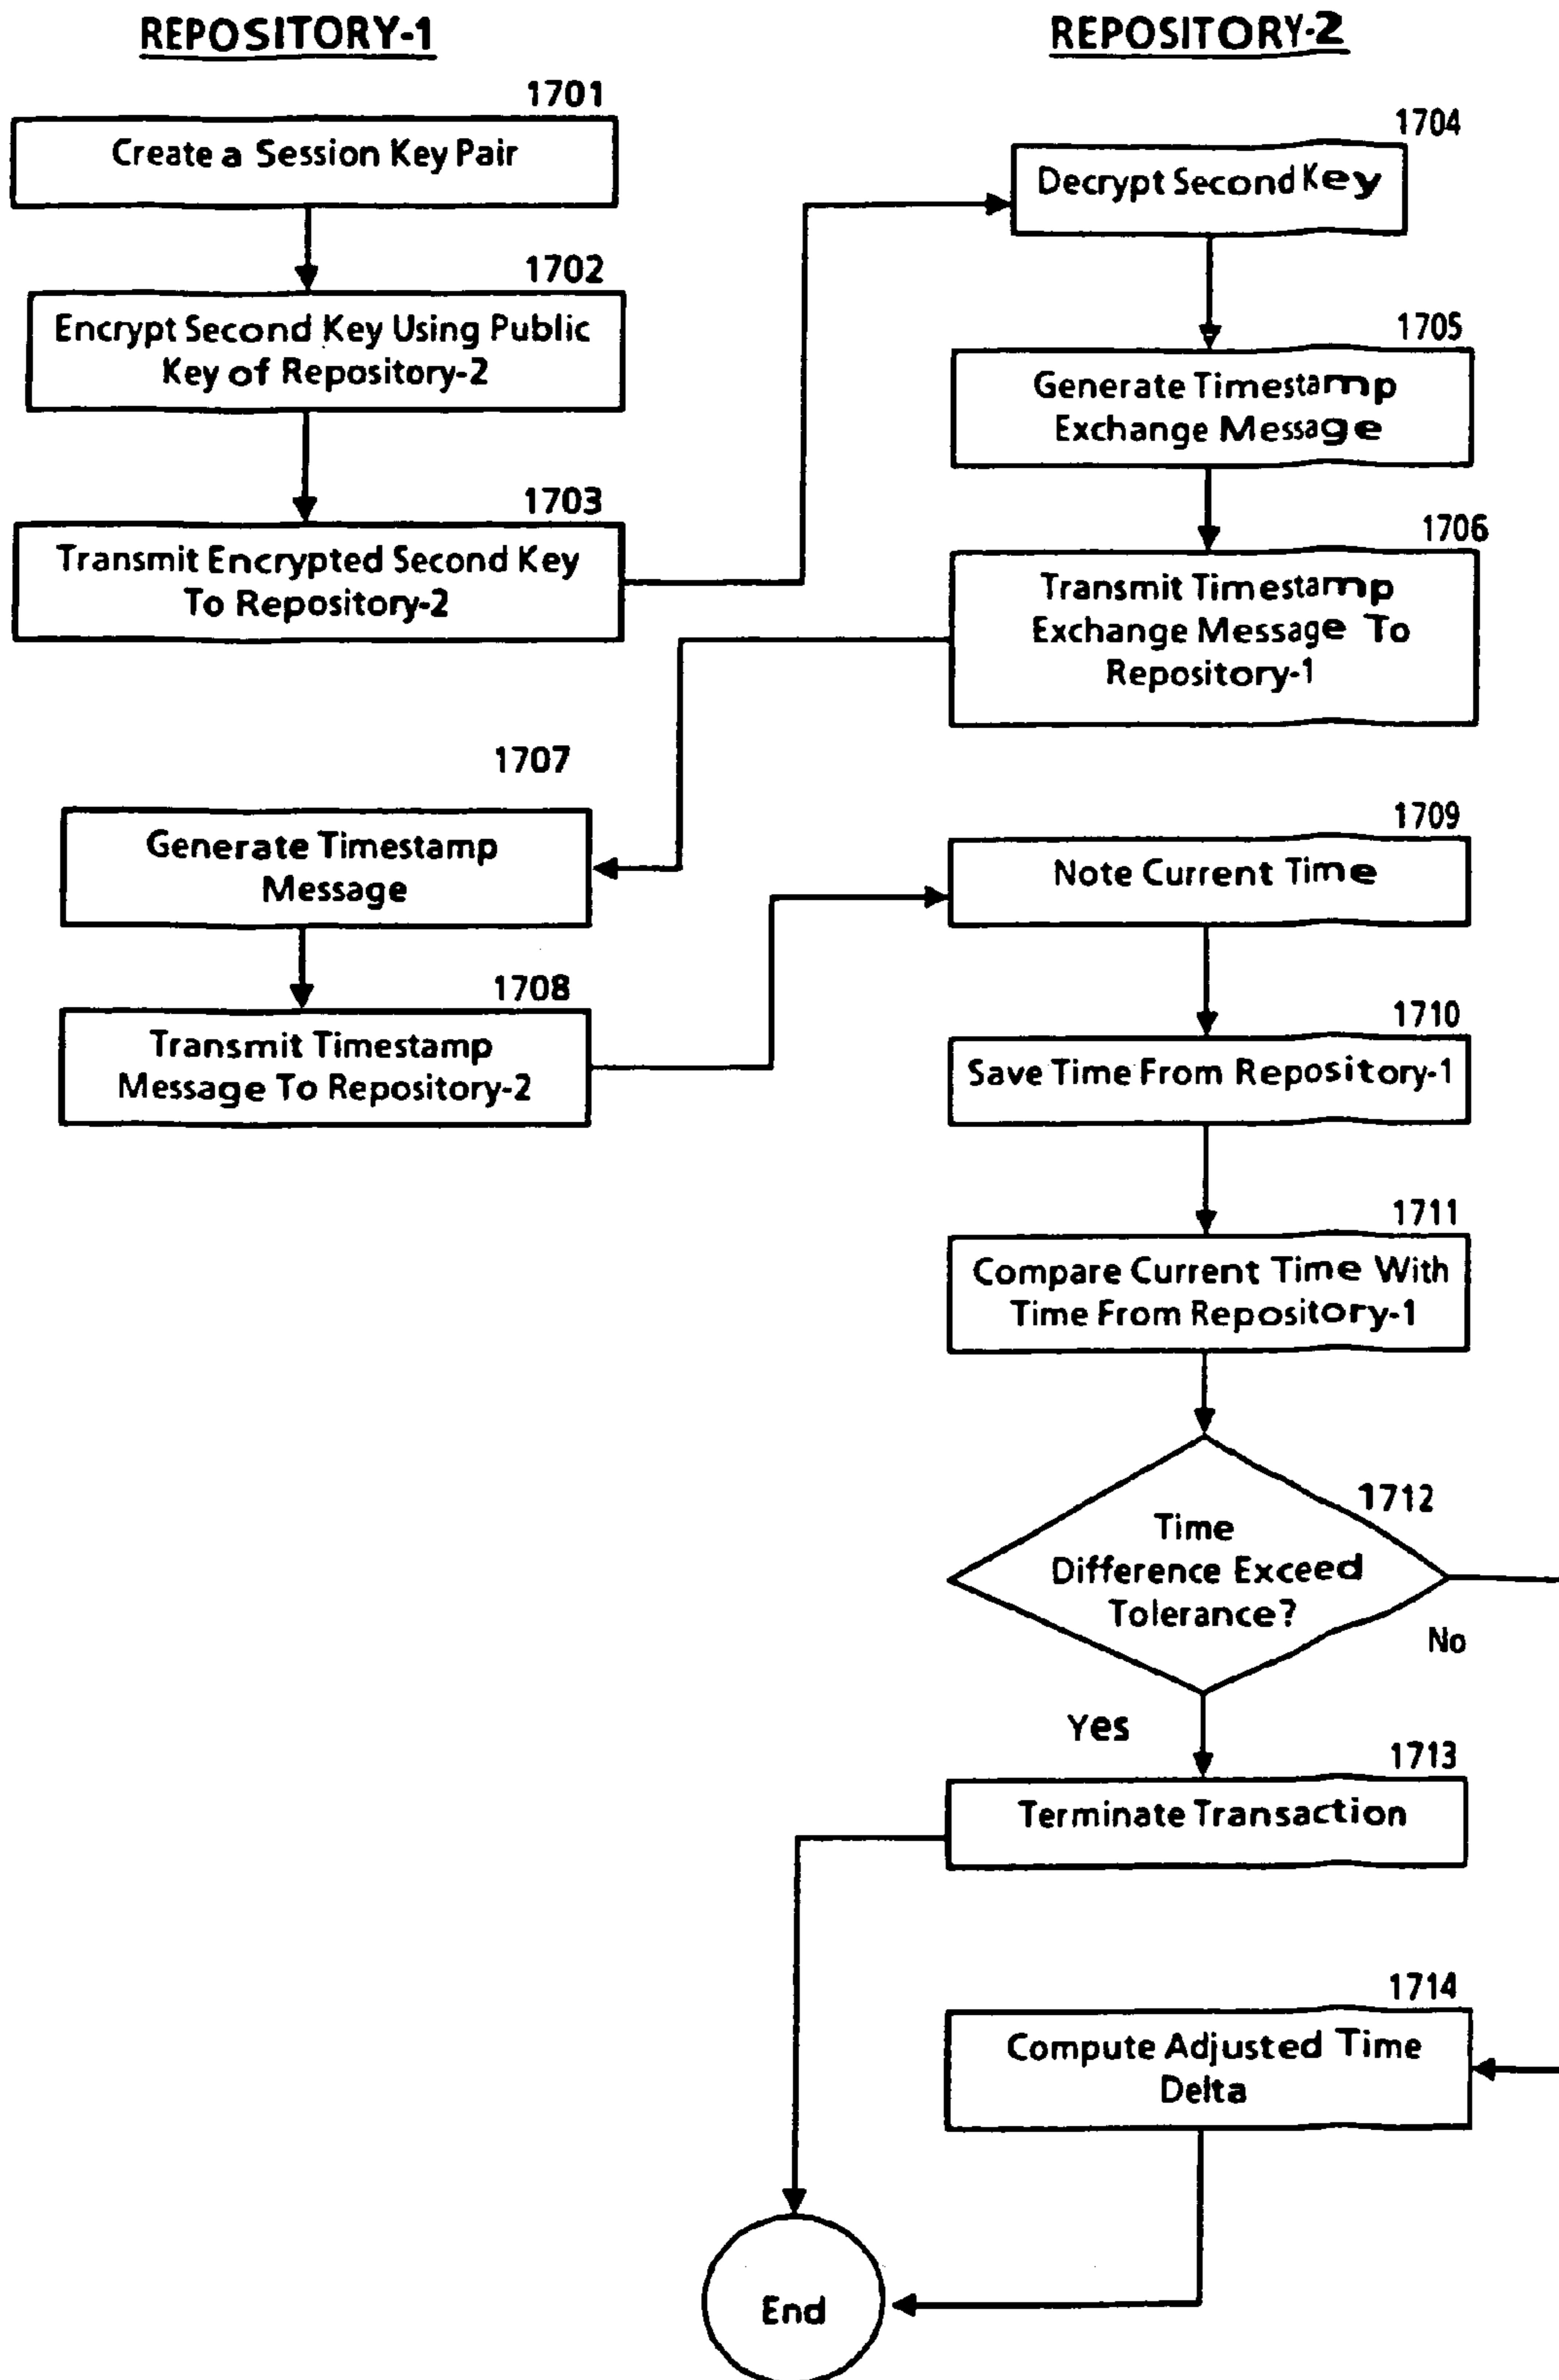 REPOSITORY-1
REPOSITORY-2
1701
Create a Session Key Pair
1702
Encrypt Second Key Using Public
Key of Repository-2
1703
Transmit Encrypted Second Key
To Repository-2
1704
Decrypt Second Key
1705
Generate Timestamp
Exchange Message
1706
Transmit Timestamp
Exchange Message To
Repository-1
1707
Generate Timestamp
Message
1708
Transmit Timestamp
Message To Repository-2
1709
Note Current Time
1710
Save Time From Repository-1
1711
Compare Current Time With
Time From Repository-1
1712
Time
Difference Exceed
Tolerance?
No
Yes
1713
Terminate Transaction
1714
Compute Adjusted Time
Delta
End